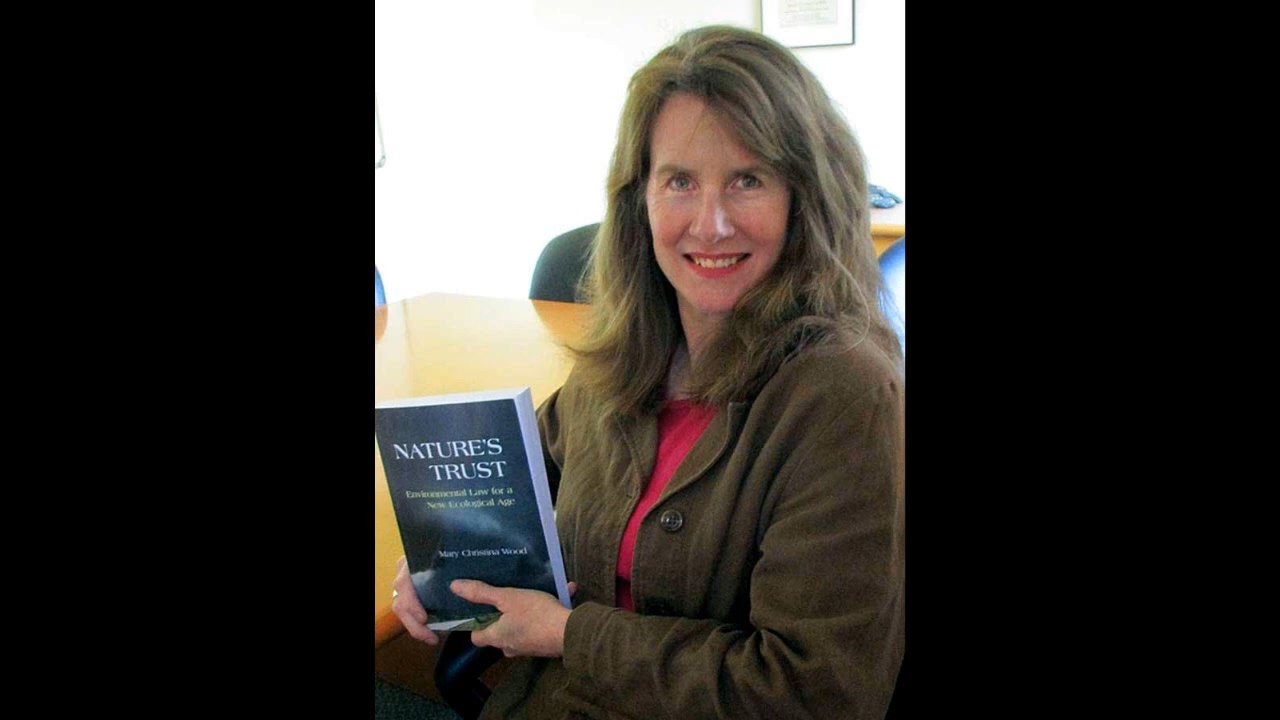 NATURE'S
TRUST
Environmental Law for a
New Ecological Age
Mary Christina Wood